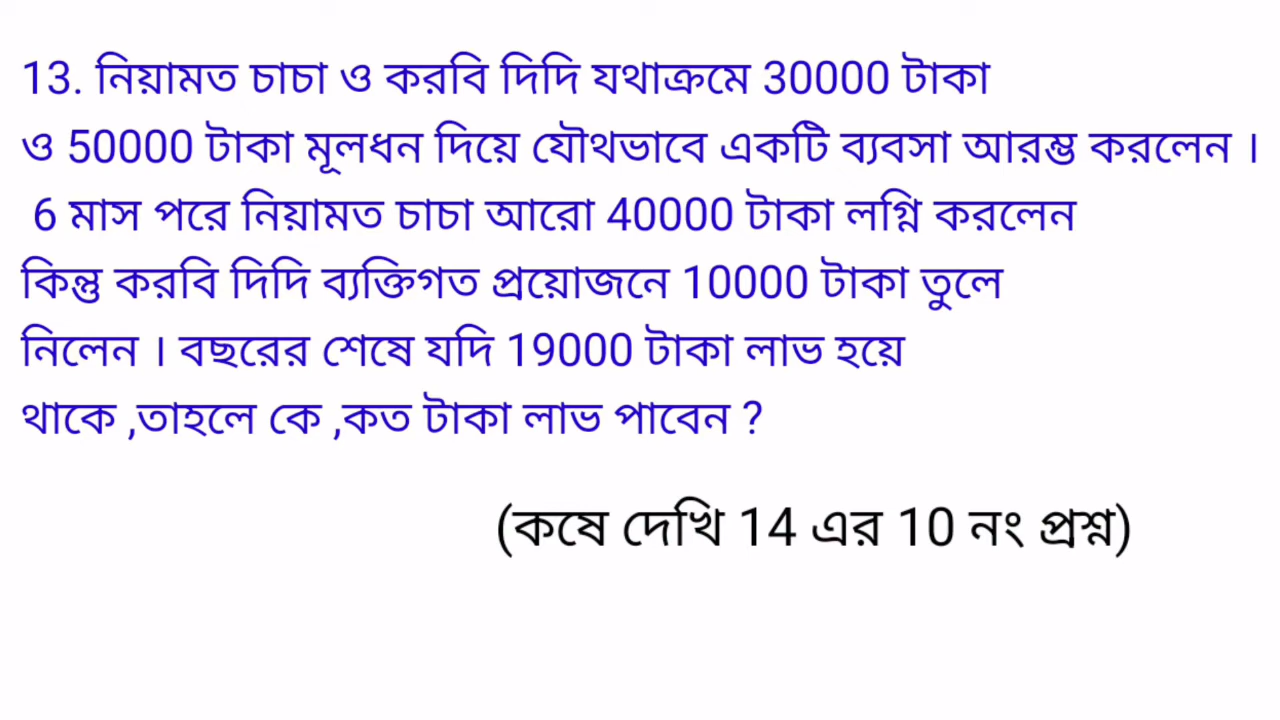 13. নিয়ামত চাচা ও করবি দিদি যথাক্রমে 30000 টাকা
ও 50000 টাকা মূলধন দিয়ে যৌথভাবে একটি ব্যবসা আরম্ভ করলেন ।
6 মাস পরে নিয়ামত চাচা আরো 40000 টাকা লগ্নি করলেন
কিন্তু করবি দিদি ব্যক্তিগত প্রয়োজনে 10000 টাকা তুলে
নিলেন । বছরের শেষে যদি 19000 টাকা লাভ হয়ে
থাকে ,তাহলে কে ,কত টাকা লাভ পাবেন ?
(কষে দেখি 14 এর 10 নং প্রশ্ন)